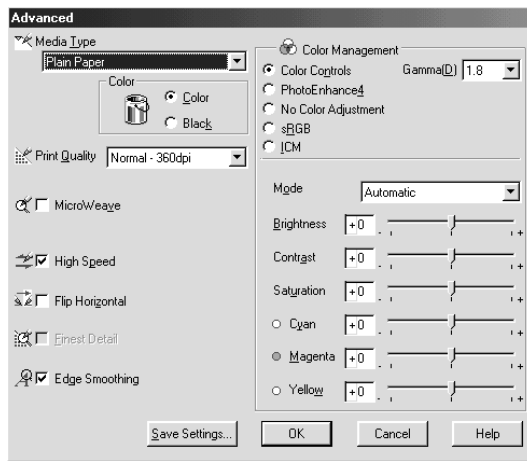 Advanced
Media Type
Plain Paper
Color
Color
Black
Print Quality Normal - 360dpi
MicroWeave
High Speed
Flip Horizontal
Finest Detail
Edge Smoothing
Color Management
Color Controls Gamma(D) 1.8
PhotoEnhance4
No Color Adjustment
sRGB
ICM
Mode Automatic
Brightness +0 - +
Contrast +0 - +
Saturation +0 - +
Cyan +0 - +
Magenta +0 - +
Yellow +0 - +
Save Settings... OK Cancel Help